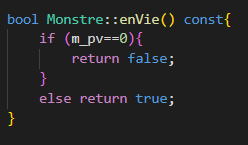 bool Monstre::enVie() const{
    if (m_pv==0){
        return false;
    }
    else return true;
}